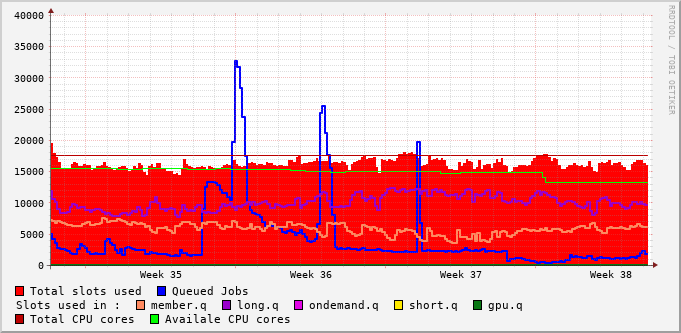 RRDTOOL / TOBI OETIKER
40000
35000
30000
25000
20000
15000
10000
5000
0
Week 35 Week 36 Week 37 Week 38
Total slots used Queued Jobs
Slots used in : member.q long.q ondemand.q short.q gpu.q
Total CPU cores Availale CPU cores